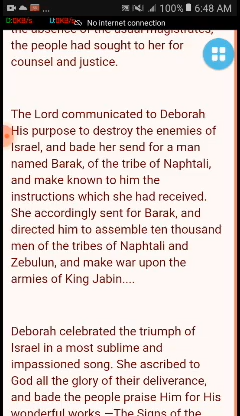 0:0KB/s U:0KB/s ... 100% 6:48 AM
No internet connection
the absence of the usual magistrates,
the people had sought to her for
counsel and justice.
The Lord communicated to Deborah
His purpose to destroy the enemies of
Israel, and bade her send for a man
named Barak, of the tribe of Naphtali,
and make known to him the
instructions which she had received.
She accordingly sent for Barak, and
directed him to assemble ten thousand
men of the tribes of Naphtali and
Zebulun, and make war upon the
armies of King Jabin....
Deborah celebrated the triumph of
Israel in a most sublime and
impassioned song. She ascribed to
God all the glory of their deliverance,
and bade the people praise Him for His
wonderful works.—The Signs of the